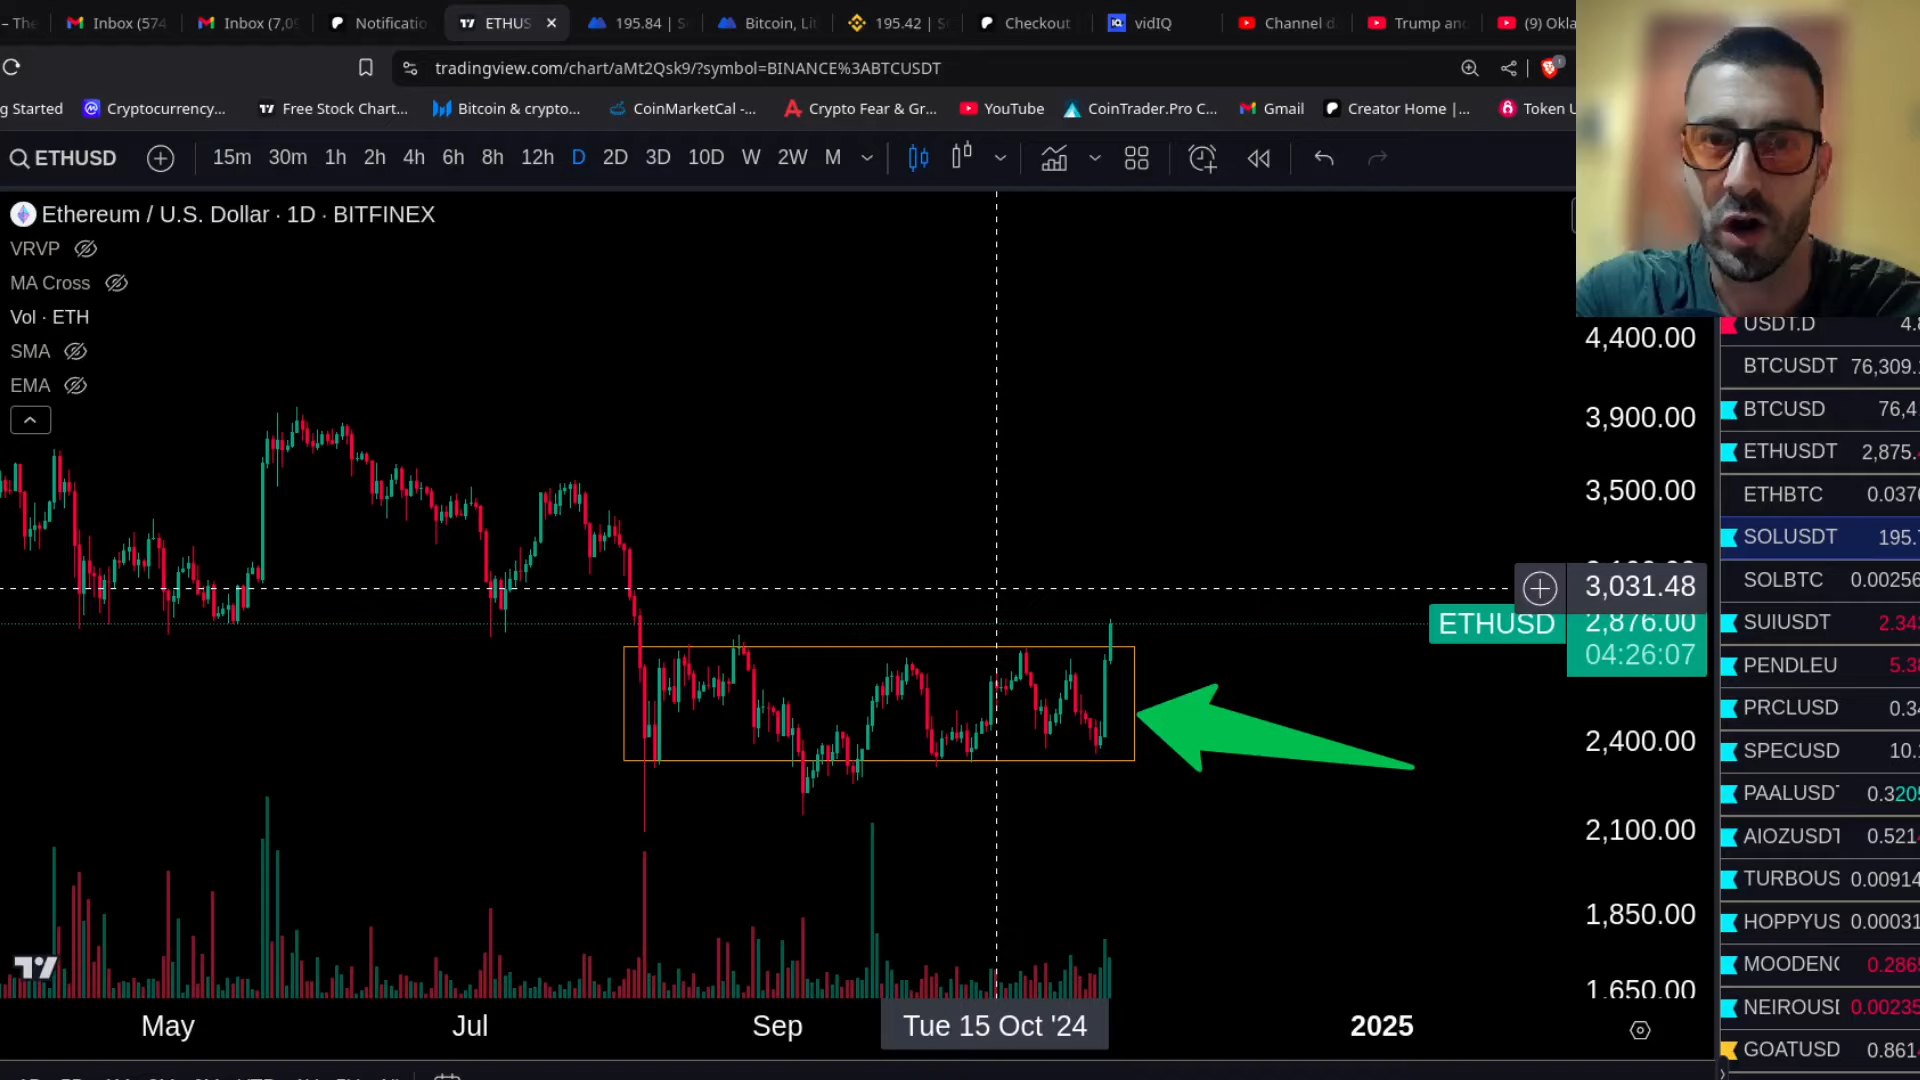 – The
Inbox (574
Inbox (7,09
Notificatio
ETHUS
195.84 | S
Bitcoin, Lit
195.42 | S
Checkout
vidIQ
Channel d
Trump an
(9) Okla
tradingview.com/chart/aMt2Qsk9/?symbol=BINANCE%3ABTCUSDT
g Started
Cryptocurrency...
Free Stock Chart...
Bitcoin & crypto...
CoinMarketCal -...
Crypto Fear & Gr...
YouTube
CoinTrader.Pro C...
Gmail
Creator Home |...
Token U
ETHUSD
15m 30m 1h 2h 4h 6h 8h 12h D 2D 3D 10D W 2W M
Ethereum / U.S. Dollar · 1D · BITFINEX
VRVP
MA Cross
Vol · ETH
SMA
EMA
4,400.00
3,900.00
3,500.00
3,031.48
ETHUSD 2,876.00
04:26:07
2,400.00
2,100.00
1,850.00
1,650.00
USDT.D 4.8
BTCUSDT 76,309.
BTCUSD 76,4
ETHUSDT 2,875.
ETHBTC 0.0376
SOLUSDT 195.
SOLBTC 0.00256
SUIUSDT 2.343
PENDLEU 5.38
PRCLUSD 0.34
SPECUSD 10.
PAALUSD 0.3205
AIOZUSDT 0.521
TURBOUS 0.00914
HOPPYUS 0.00031
MOODEN 0.2865
NEIROUS 0.00235
GOATUSD 0.861
May Jul Sep Tue 15 Oct '24 2025